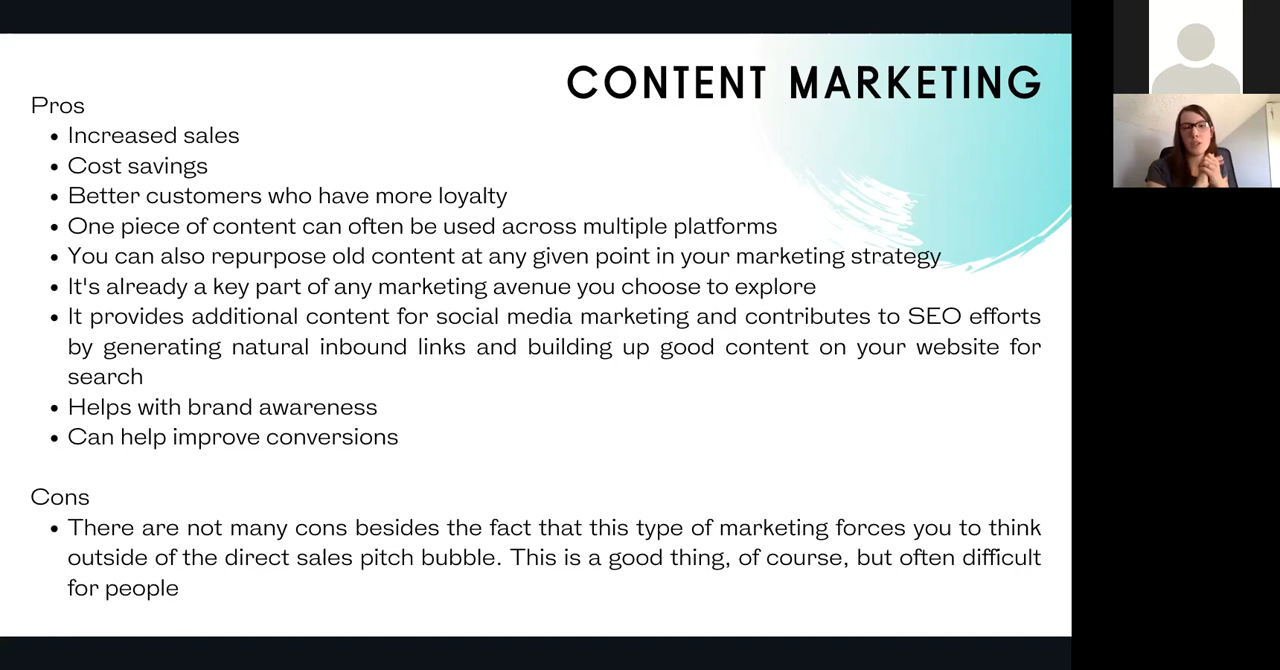 CONTENT MARKETING
Pros
• Increased sales
• Cost savings
• Better customers who have more loyalty
• One piece of content can often be used across multiple platforms
• You can also repurpose old content at any given point in your marketing strategy
• It's already a key part of any marketing avenue you choose to explore
• It provides additional content for social media marketing and contributes to SEO efforts
by generating natural inbound links and building up good content on your website for
search
• Helps with brand awareness
• Can help improve conversions
Cons
• There are not many cons besides the fact that this type of marketing forces you to think
outside of the direct sales pitch bubble. This is a good thing, of course, but often difficult
for people